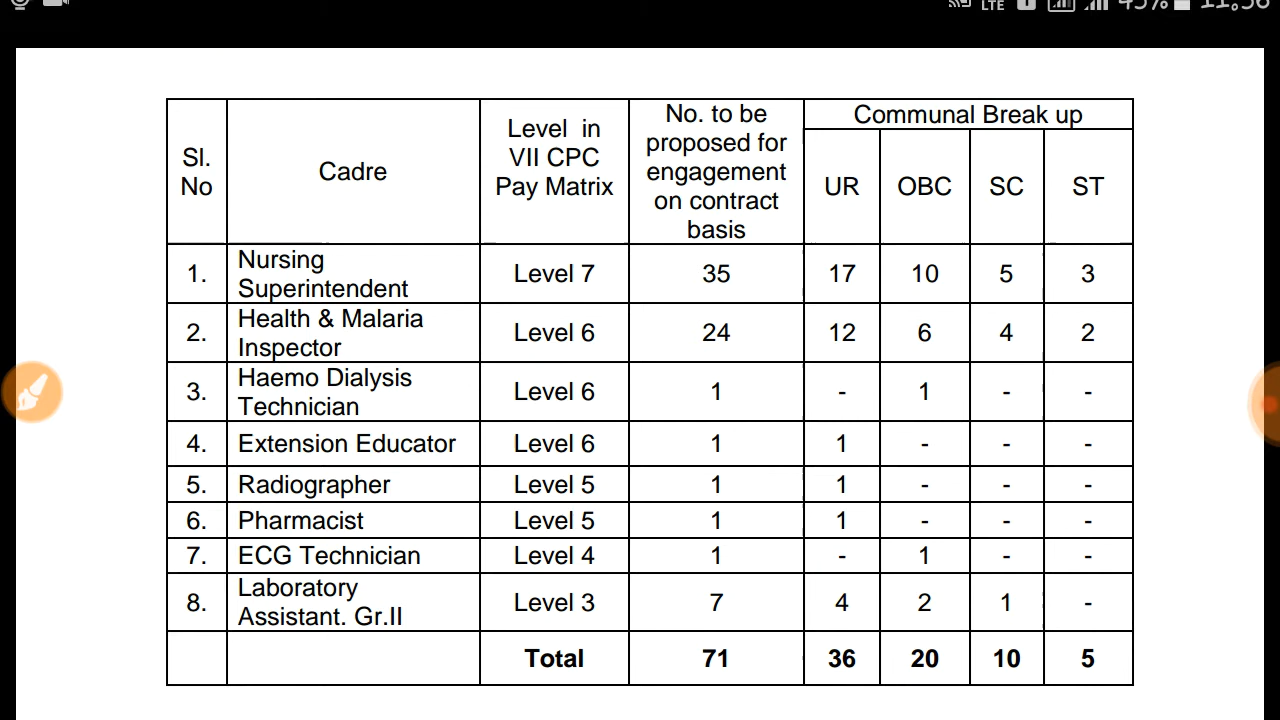 LTE 45% 11:56
Sl. No Cadre Level in VII CPC Pay Matrix No. to be proposed for engagement on contract basis Communal Break up
UR OBC SC ST
1. Nursing Superintendent Level 7 35 17 10 5 3
2. Health & Malaria Inspector Level 6 24 12 6 4 2
3. Haemo Dialysis Technician Level 6 1 - 1 - -
4. Extension Educator Level 6 1 1 - - -
5. Radiographer Level 5 1 1 - - -
6. Pharmacist Level 5 1 1 - - -
7. ECG Technician Level 4 1 - 1 - -
8. Laboratory Assistant. Gr.II Level 3 7 4 2 1 -
Total 71 36 20 10 5